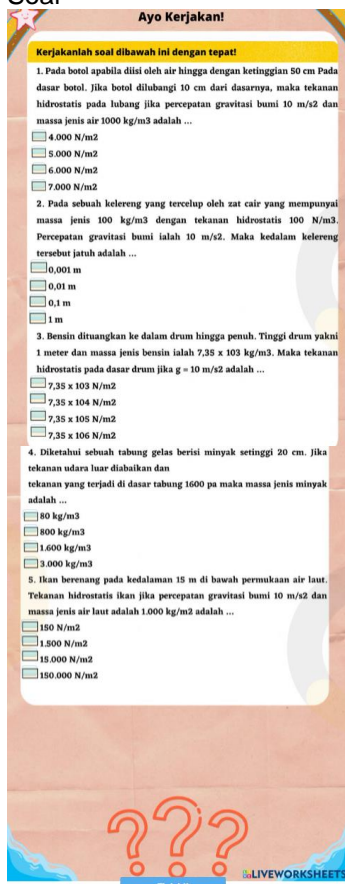 Soal
Ayo Kerjakan!
Kerjakanlah soal dibawah ini dengan tepat!
1. Pada botol apabila diisi oleh air hingga dengan ketinggian 50 cm Pada
dasar botol. Jika botol dilubangi 10 cm dari dasarnya, maka tekanan
hidrostatis pada lubang jika percepatan gravitasi bumi 10 m/s2 dan
massa jenis air 1000 kg/m3 adalah ...
4.000 N/m2
5.000 N/m2
6.000 N/m2
7.000 N/m2
2. Pada sebuah kelereng yang tercelup oleh zat cair yang mempunyai
massa jenis 100 kg/m3 dengan tekanan hidrostatis 100 N/m3.
Percepatan gravitasi bumi ialah 10 m/s2. Maka kedalam kelereng
tersebut jatuh adalah ...
0,001 m
0,01 m
0,1 m
1 m
3. Bensin dituangkan ke dalam drum hingga penuh. Tinggi drum yakni
1 meter dan massa jenis bensin ialah 7,35 x 103 kg/m3. Maka tekanan
hidrostatis pada dasar drum jika g = 10 m/s2 adalah ...
7,35 x 103 N/m2
7,35 x 104 N/m2
7,35 x 105 N/m2
7,35 x 106 N/m2
4. Diketahui sebuah tabung gelas berisi minyak setinggi 20 cm. Jika
tekanan udara luar diabaikan dan
tekanan yang terjadi di dasar tabung 1600 pa maka massa jenis minyak
adalah ...
80 kg/m3
800 kg/m3
1.600 kg/m3
3.000 kg/m3
5. Ikan berenang pada kedalaman 15 m di bawah permukaan air laut.
Tekanan hidrostatis ikan jika percepatan gravitasi bumi 10 m/s2 dan
massa jenis air laut adalah 1.000 kg/m2 adalah ...
150 N/m2
1.500 N/m2
15.000 N/m2
150.000 N/m2
???
LIVEWORKSHEETS